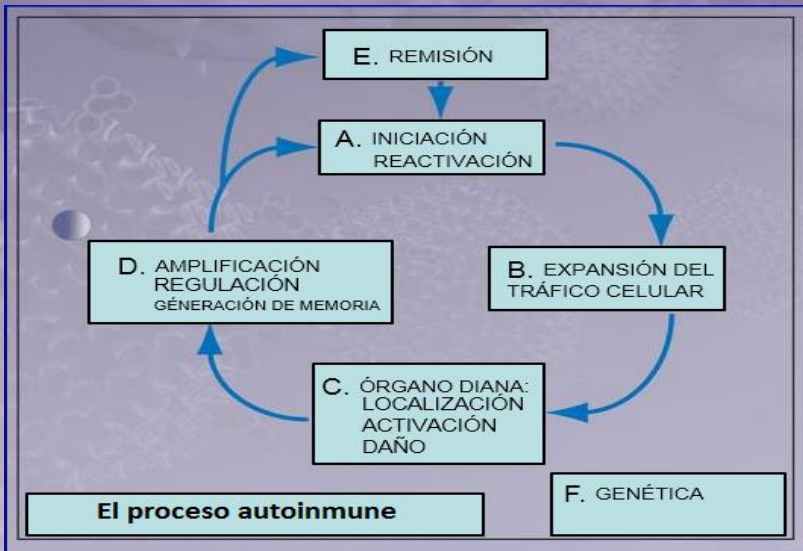 E. REMISIÓN
A. INICIACIÓN
REACTIVACIÓN
D. AMPLIFICACIÓN
REGULACIÓN
GÉNERACIÓN DE MEMORIA
B. EXPANSIÓN DEL
TRÁFICO CELULAR
C. ÓRGANO DIANA:
LOCALIZACIÓN
ACTIVACIÓN
DAÑO
F. GENÉTICA
El proceso autoinmune